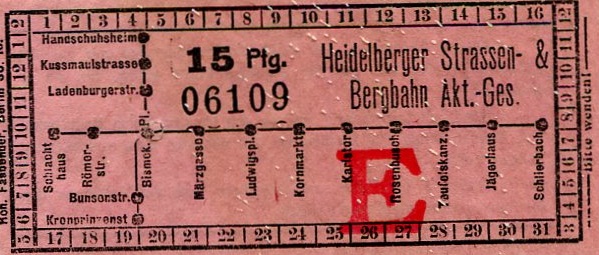 1 2 3 4 5 6 7 8 9 10 11 12 13 14 15 16
Handschuhsheim
Kussmaulstrasse
Ladenburgerstr.
15 Pfg.
06109
Heidelberger Strassen- &
Bergbahn Akt.-Ges.
Schlachthaus
Römerstr.
Bismck. Pl.
Märzgasse
Ludwigspl.
Kornmarkt
Karlstor
Rosenbusch
Teufelskanz.
Jägerhaus
Schlierbach
Bunsenstr.
Kronprinzenst
E
17 18 19 20 21 22 23 24 25 26 27 28 29 30 31
Bitte wenden!